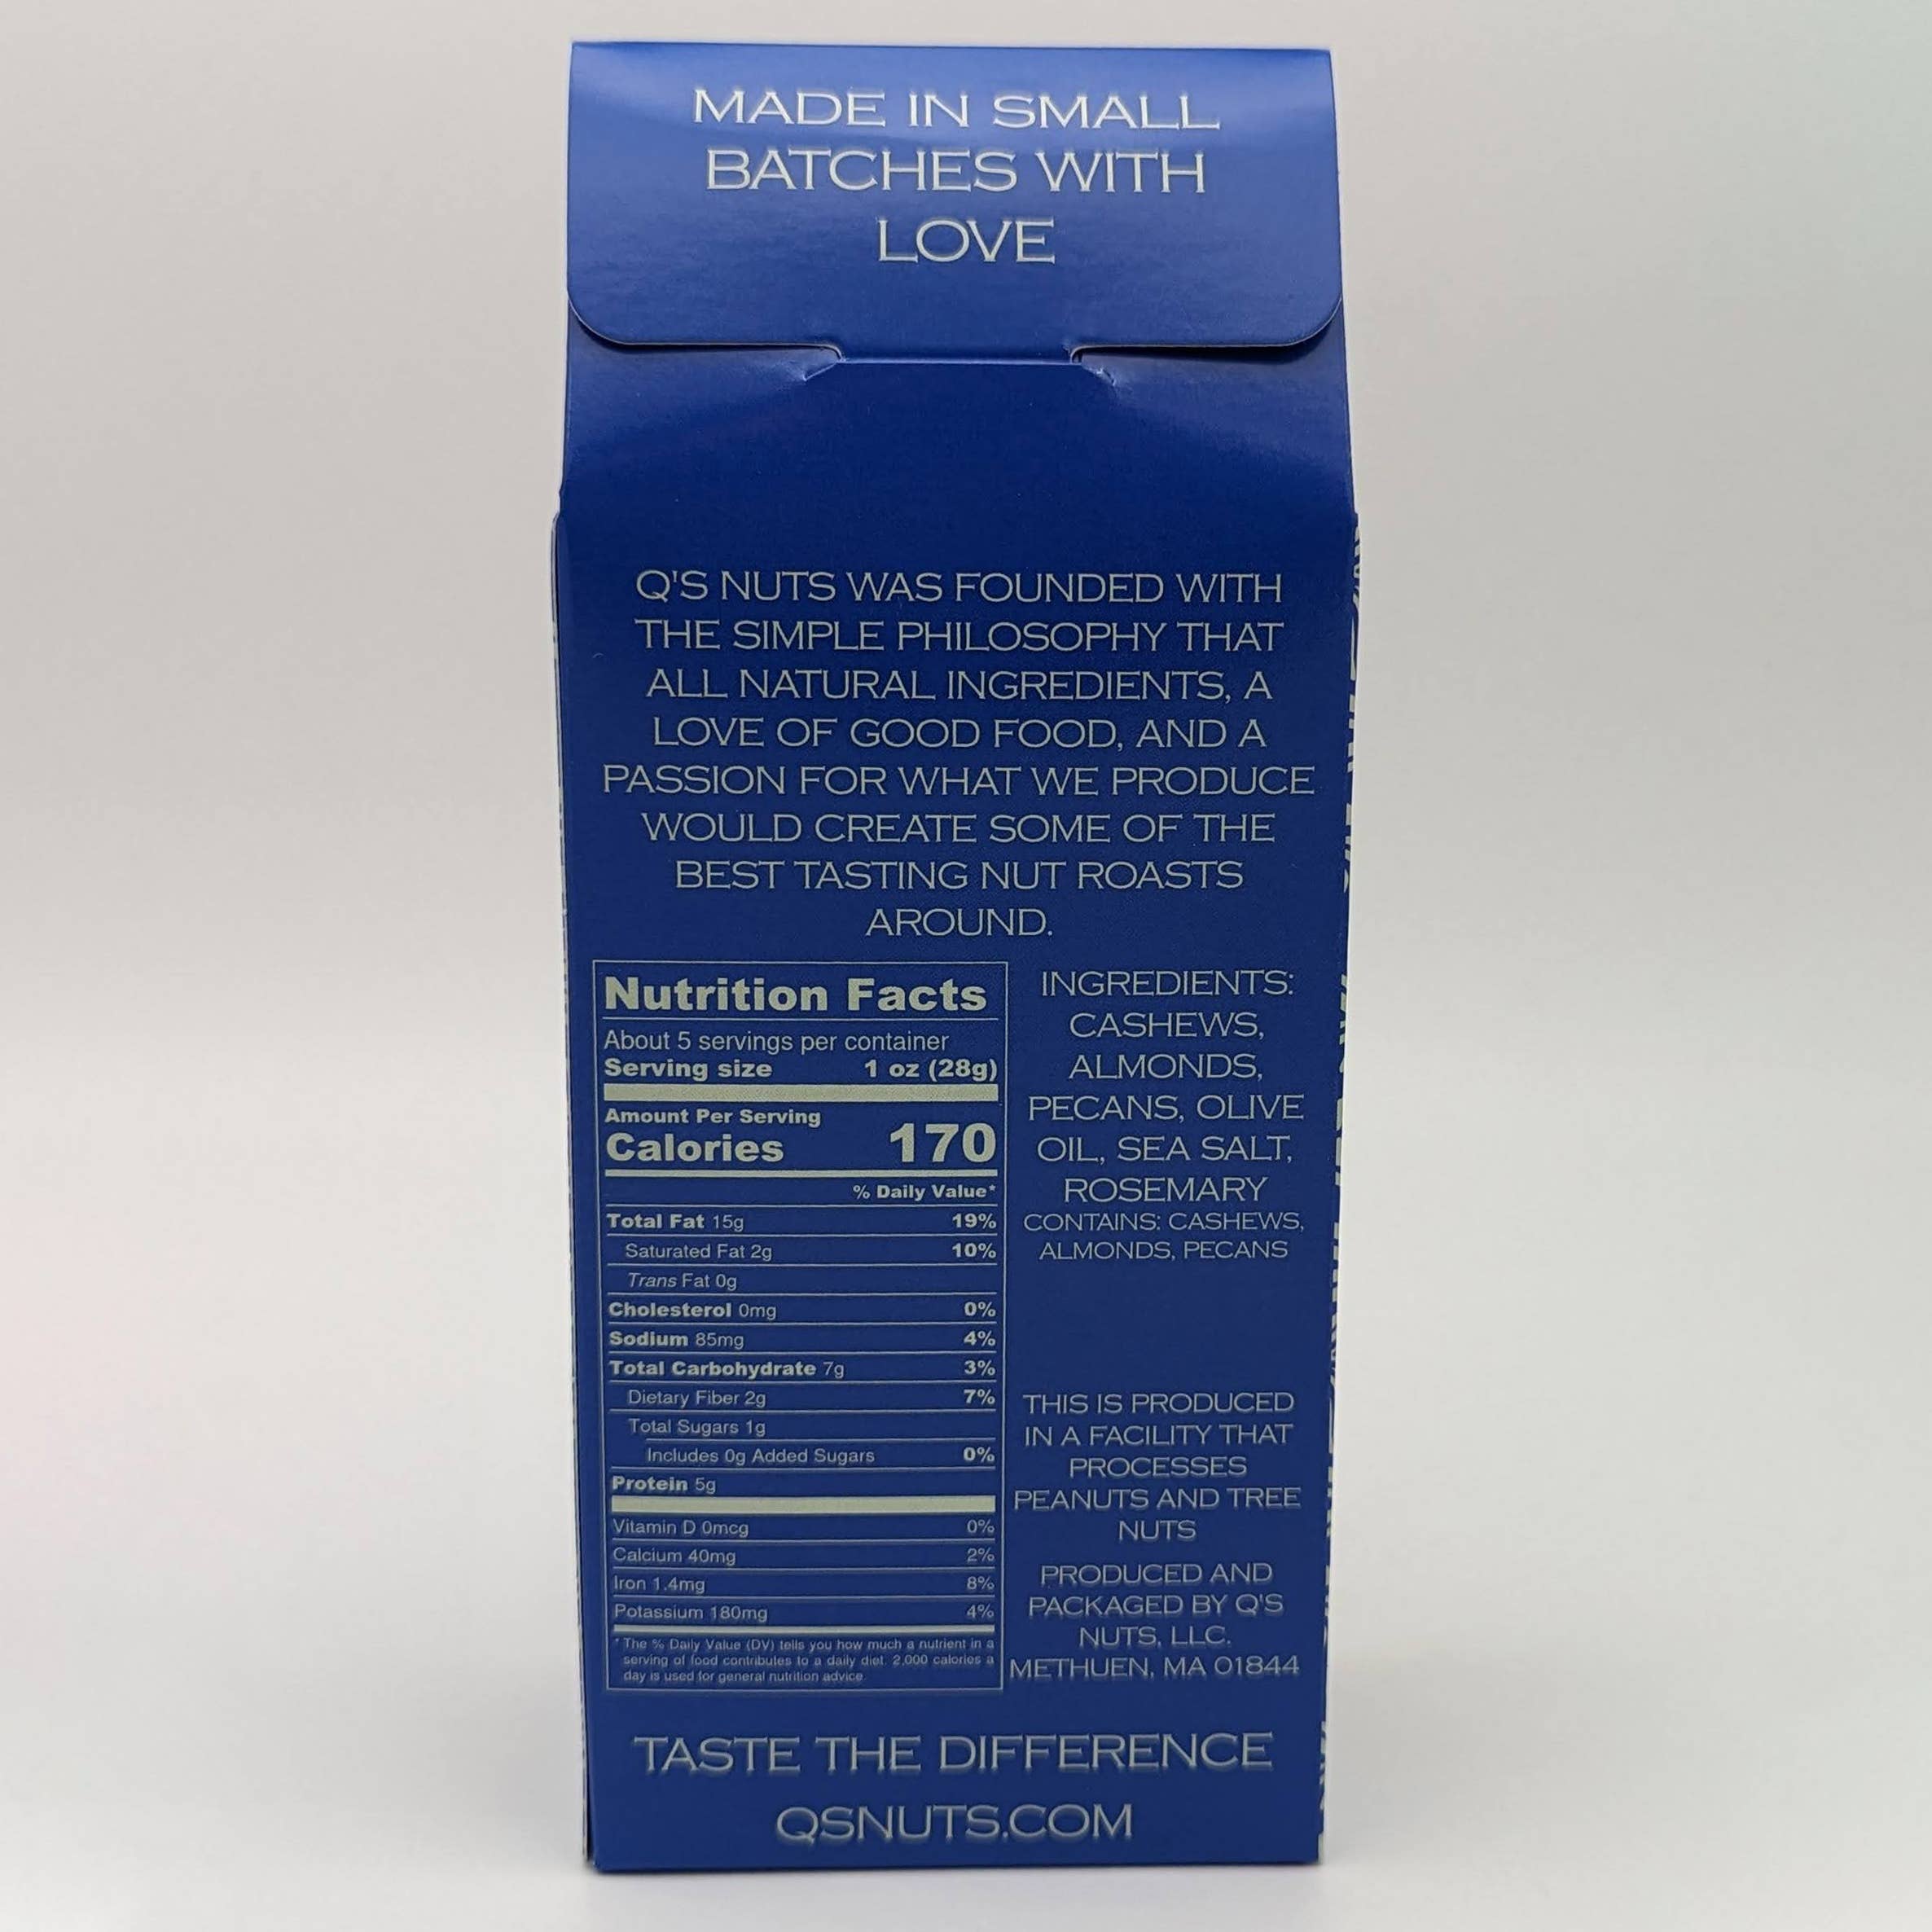 MADE IN SMALL
BATCHES WITH
LOVE
Q'S NUTS WAS FOUNDED WITH
THE SIMPLE PHILOSOPHY THAT
ALL NATURAL INGREDIENTS, A
LOVE OF GOOD FOOD, AND A
PASSION FOR WHAT WE PRODUCE
WOULD CREATE SOME OF THE
BEST TASTING NUT ROASTS
AROUND.
Nutrition Facts
About 5 servings per container
Serving size 1 oz (28g)
Amount Per Serving
Calories 170
% Daily Value*
Total Fat 15g 19%
Saturated Fat 2g 10%
Trans Fat 0g
Cholesterol 0mg 0%
Sodium 85mg 4%
Total Carbohydrate 7g 3%
Dietary Fiber 2g 7%
Total Sugars 1g
Includes 0g Added Sugars 0%
Protein 5g
Vitamin D 0mcg 0%
Calcium 40mg 2%
Iron 1.4mg 8%
Potassium 180mg 4%
* The % Daily Value (DV) tells you how much a nutrient in a
serving of food contributes to a daily diet. 2,000 calories a
day is used for general nutrition advice.
INGREDIENTS:
CASHEWS,
ALMONDS,
PECANS, OLIVE
OIL, SEA SALT,
ROSEMARY
CONTAINS: CASHEWS,
ALMONDS, PECANS
THIS IS PRODUCED
IN A FACILITY THAT
PROCESSES
PEANUTS AND TREE
NUTS
PRODUCED AND
PACKAGED BY Q'S
NUTS, LLC.
METHUEN, MA 01844
TASTE THE DIFFERENCE
QSNUTS.COM